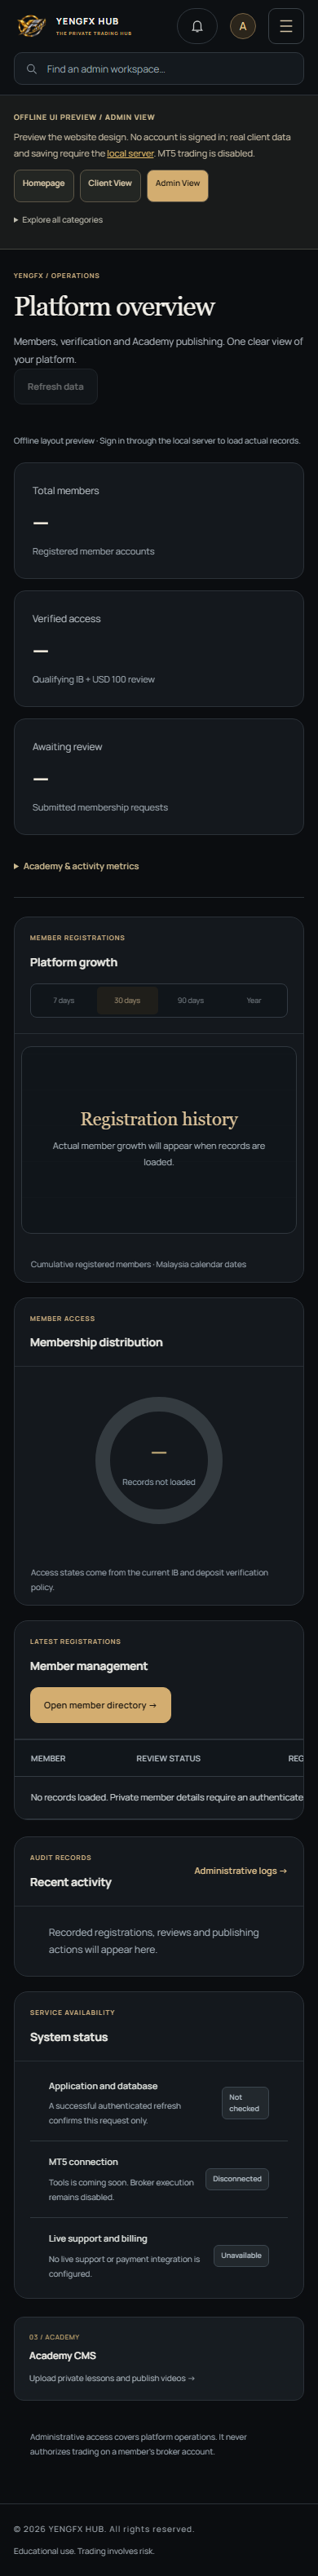 YENGFX HUB
THE PRIVATE TRADING HUB
A
Find an admin workspace...
OFFLINE UI PREVIEW / ADMIN VIEW
Preview the website design. No account is signed in; real client data
and saving require the local server. MT5 trading is disabled.
Homepage
Client View
Admin View
Explore all categories
YENGFX / OPERATIONS
Platform overview
Members, verification and Academy publishing. One clear view of
your platform.
Refresh data
Offline layout preview · Sign in through the local server to load actual records.
Total members
—
Registered member accounts
Verified access
—
Qualifying IB + USD 100 review
Awaiting review
—
Submitted membership requests
Academy & activity metrics
MEMBER REGISTRATIONS
Platform growth
7 days
30 days
90 days
Year
Registration history
Actual member growth will appear when records are
loaded.
Cumulative registered members · Malaysia calendar dates
MEMBER ACCESS
Membership distribution
—
Records not loaded
Access states come from the current IB and deposit verification
policy.
LATEST REGISTRATIONS
Member management
Open member directory →
MEMBER
REVIEW STATUS
REG
No records loaded. Private member details require an authenticate
AUDIT RECORDS
Recent activity
Administrative logs →
Recorded registrations, reviews and publishing
actions will appear here.
SERVICE AVAILABILITY
System status
Application and database
A successful authenticated refresh
confirms this request only.
Not
checked
MT5 connection
Tools is coming soon. Broker execution
remains disabled.
Disconnected
Live support and billing
No live support or payment integration is
configured.
Unavailable
03 / ACADEMY
Academy CMS
Upload private lessons and publish videos →
Administrative access covers platform operations. It never
authorizes trading on a member's broker account.
© 2026 YENGFX HUB. All rights reserved.
Educational use. Trading involves risk.